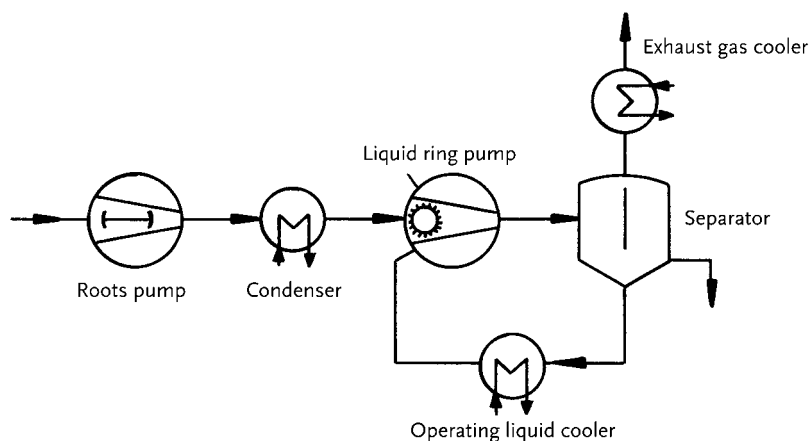 Exhaust gas cooler
Liquid ring pump
Separator
Roots pump
Condenser
Operating liquid cooler